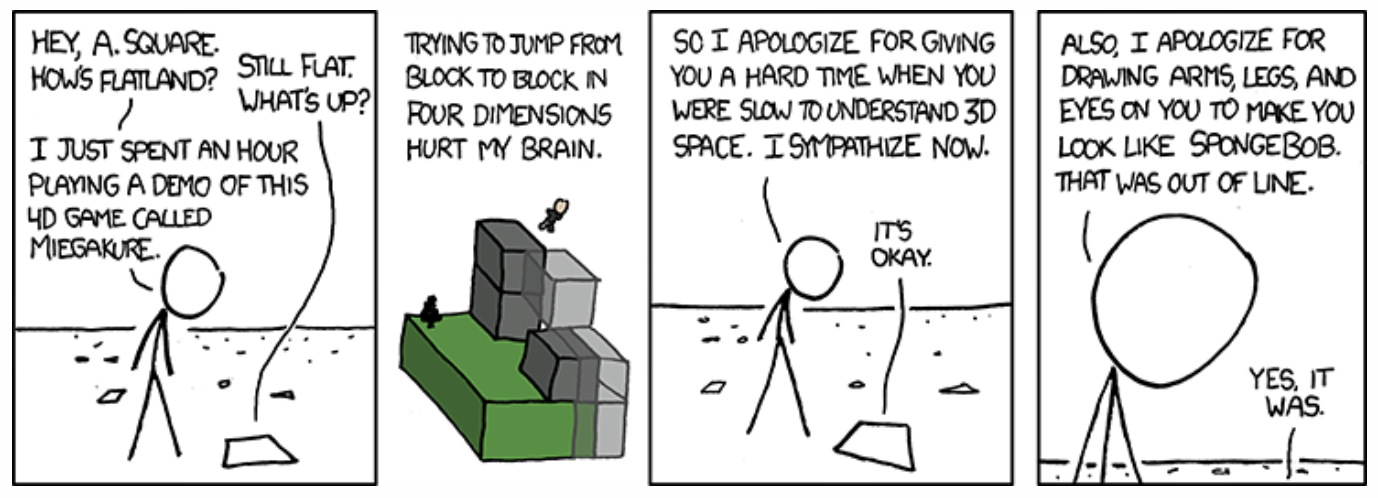 HEY, A. SQUARE.
HOW'S FLATLAND?
STILL FLAT.
WHAT'S UP?
I JUST SPENT AN HOUR
PLAYING A DEMO OF THIS
4D GAME CALLED
MIEGAKURE.
TRYING TO JUMP FROM
BLOCK TO BLOCK IN
FOUR DIMENSIONS
HURT MY BRAIN.
SO I APOLOGIZE FOR GIVING
YOU A HARD TIME WHEN YOU
WERE SLOW TO UNDERSTAND 3D
SPACE. I SYMPATHIZE NOW.
IT'S
OKAY.
ALSO, I APOLOGIZE FOR
DRAWING ARMS, LEGS, AND
EYES ON YOU TO MAKE YOU
LOOK LIKE SPONGEBOB.
THAT WAS OUT OF LINE.
YES, IT
WAS.